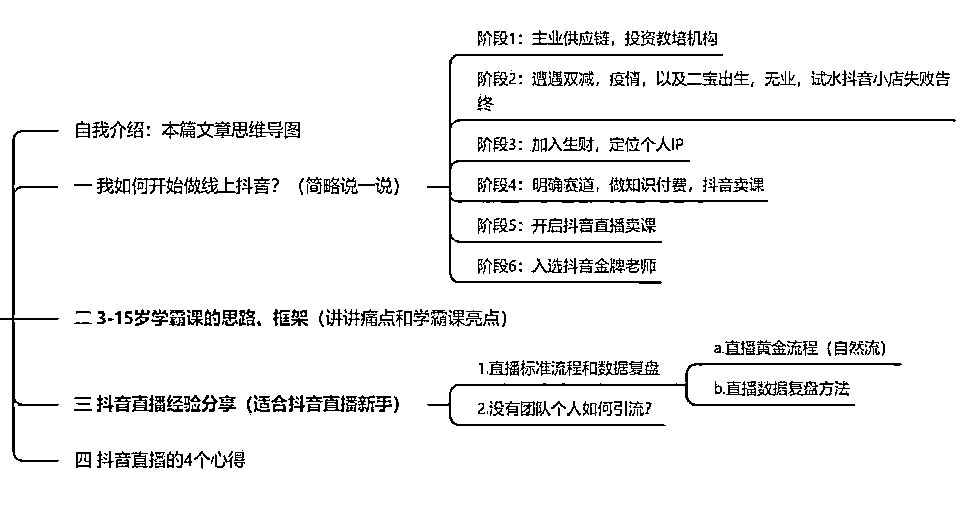 自我介绍：本篇文章思维导图
一 我如何开始做线上抖音？（简略说一说）
阶段1：主业供应链，投资教培机构
阶段2：遭遇双减，疫情，以及二宝出生，无业，试水抖音小店失败告
终
阶段3：加入生财，定位个人IP
阶段4：明确赛道，做知识付费，抖音卖课
阶段5：开启抖音直播卖课
阶段6：入选抖音金牌老师
二 3-15岁学霸课的思路、框架（讲讲痛点和学霸课亮点）
三 抖音直播经验分享（适合抖音直播新手）
1.直播标准流程和数据复盘
a.直播黄金流程（自然流）
b.直播数据复盘方法
2.没有团队个人如何引流？
四 抖音直播的4个心得